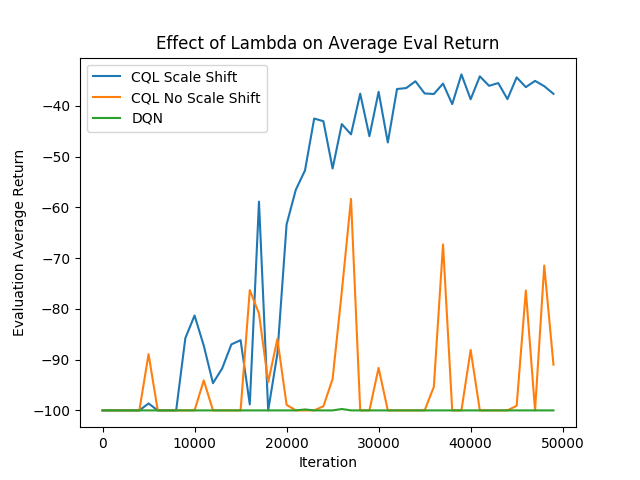 Effect of Lambda on Average Eval Return
CQL Scale Shift
CQL No Scale Shift
DQN
Evaluation Average Return
−40
−50
−60
−70
−80
−90
−100
0 10000 20000 30000 40000 50000
Iteration